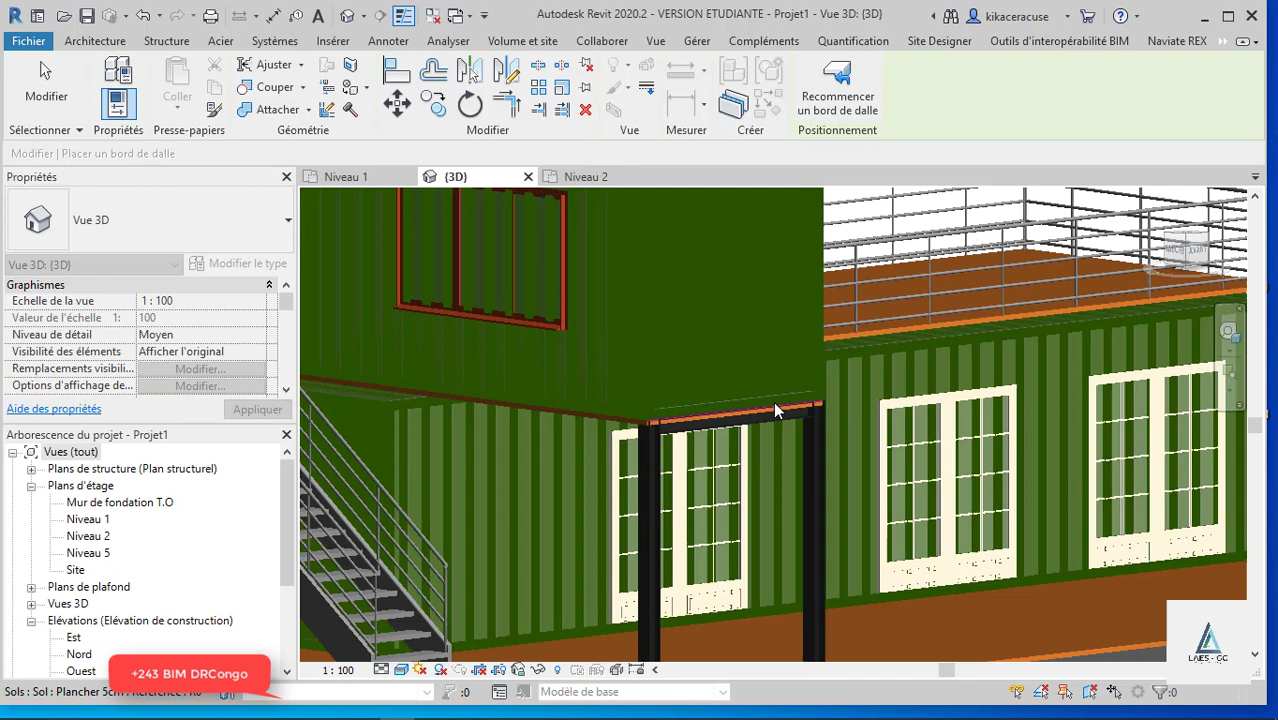 Autodesk Revit 2020.2 - VERSION ETUDIANTE - Projet1 - Vue 3D: {3D}
kikaceracuse
Fichier Architecture Structure Acier Systèmes Insérer Annoter Analyser Volume et site Collaborer Vue Gérer Compléments Quantification Site Designer Outils d'interopérabilité BIM Naviate REX
Modifier
Coller
Ajuster
Couper
Attacher
Recommencer
un bord de dalle
Sélectionner Propriétés Presse-papiers Géométrie Modifier Vue Mesurer Créer Positionnement
Modifier | Placer un bord de dalle
Propriétés
Niveau 1 {3D} Niveau 2
Vue 3D
Vue 3D: {3D} Modifier le type
Graphismes
Echelle de la vue 1 : 100
Valeur de l'échelle 1: 100
Niveau de détail Moyen
Visibilité des éléments Afficher l'original
Remplacements visibili... Modifier...
Options d'affichage de... Modifier...
Aide des propriétés Appliquer
Arborescence du projet - Projet1
Vues (tout)
Plans de structure (Plan structurel)
Plans d'étage
Mur de fondation T.O
Niveau 1
Niveau 2
Niveau 5
Site
Plans de plafond
Vues 3D
Elévations (Elévation de construction)
Est
Nord
Ouest
+243 BIM DRCongo
1 : 100
LAIES - GC
:0 Modèle de base :0